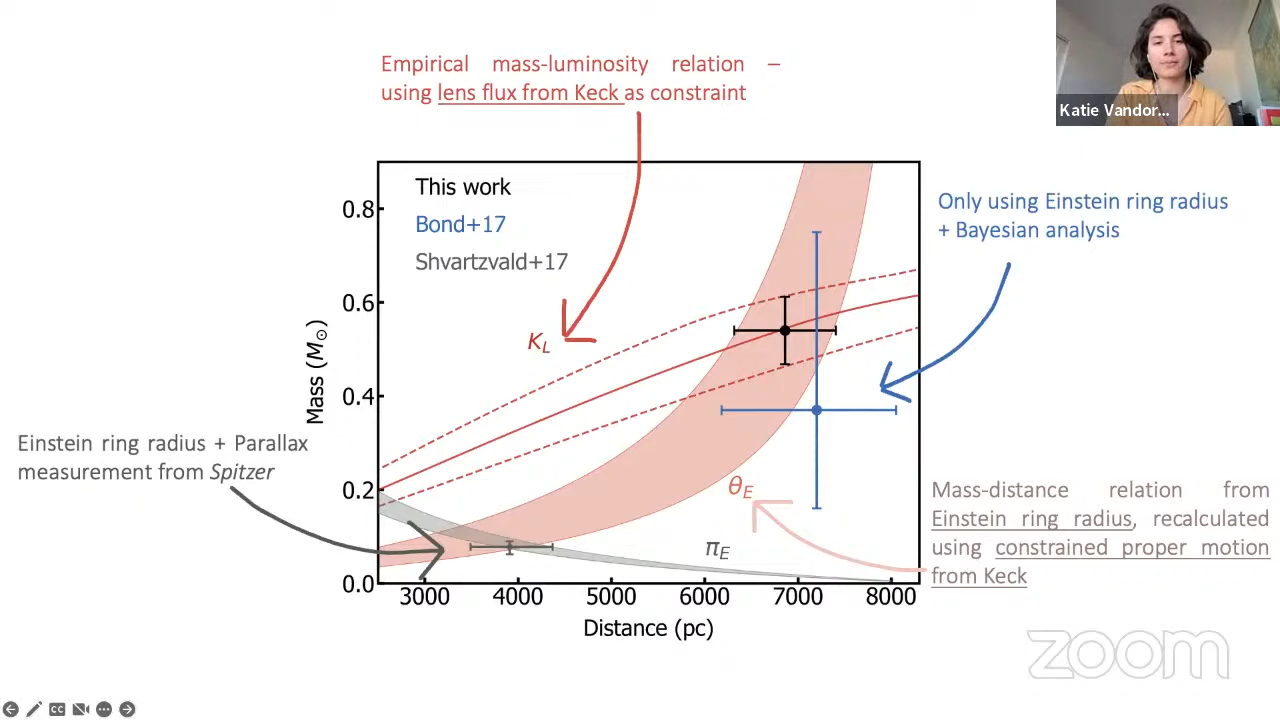 Empirical mass-luminosity relation –
using lens flux from Keck as constraint
Katie Vandor...
This work
Bond+17
Shvartzvald+17
Only using Einstein ring radius
+ Bayesian analysis
Einstein ring radius + Parallax
measurement from Spitzer
Mass-distance relation from
Einstein ring radius, recalculated
using constrained proper motion
from Keck
K_L
θ_E
π_E
Mass (M☉)
0.8
0.6
0.4
0.2
0.0
3000 4000 5000 6000 7000 8000
Distance (pc)
zoom
CC